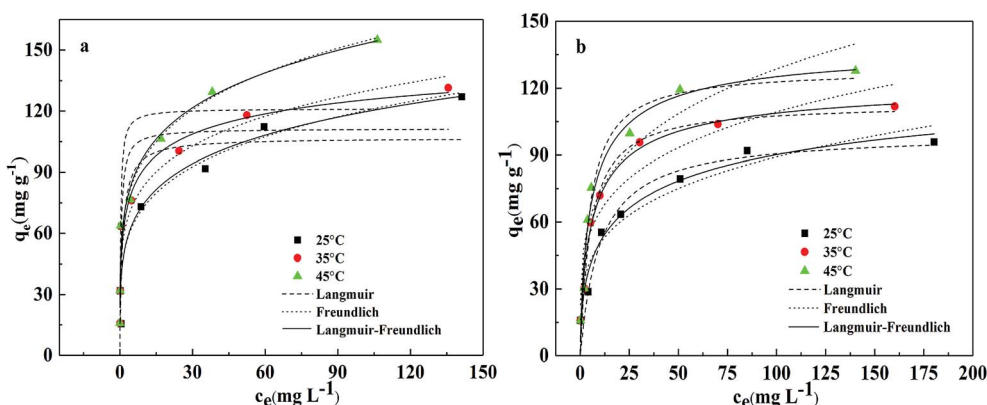 a
qe(mg g-1)
150
120
90
60
30
0
25°C
35°C
45°C
Langmuir
Freundlich
Langmuir-Freundlich
0 30 60 90 120 150
ce(mg L-1)
b
qe(mg g-1)
150
120
90
60
30
0
25°C
35°C
45°C
Langmuir
Freundlich
Langmuir-Freundlich
0 25 50 75 100 125 150 175 200
ce(mg L-1)